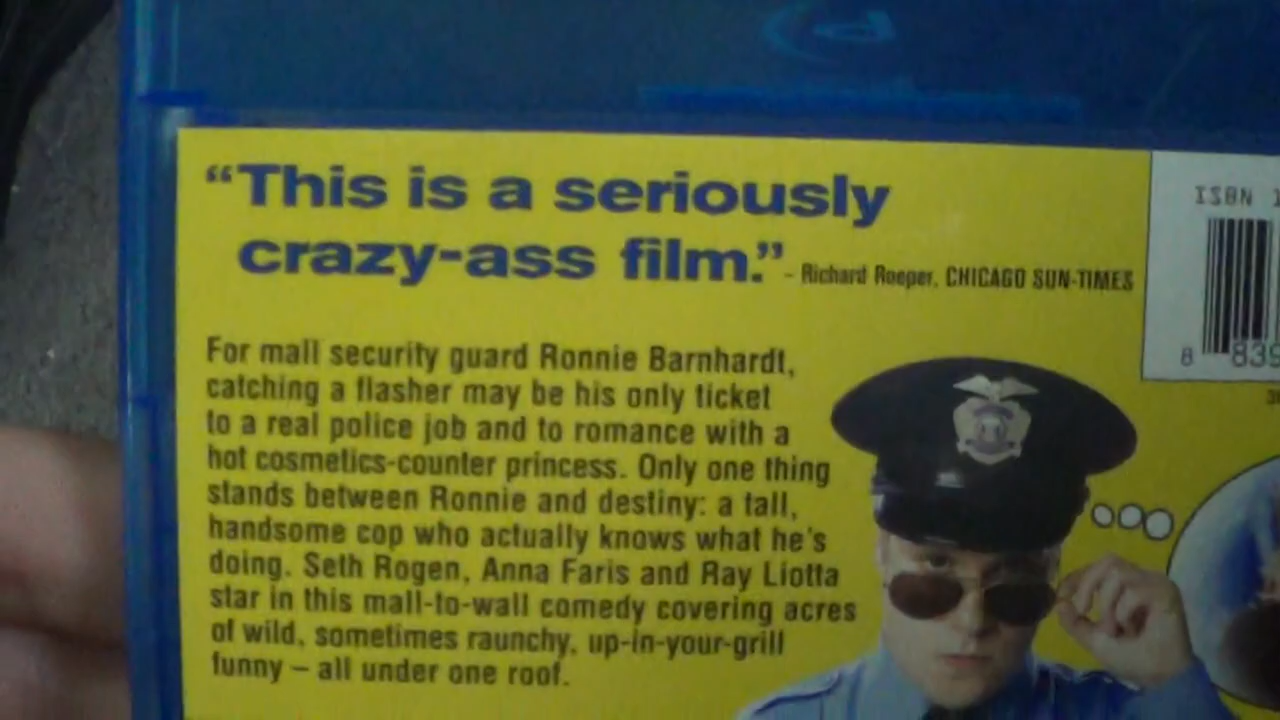 “This is a seriously
crazy-ass film.” - Richard Roeper, CHICAGO SUN-TIMES
ISBN 1
8 839
For mall security guard Ronnie Barnhardt,
catching a flasher may be his only ticket
to a real police job and to romance with a
hot cosmetics-counter princess. Only one thing
stands between Ronnie and destiny: a tall,
handsome cop who actually knows what he's
doing. Seth Rogen, Anna Faris and Ray Liotta
star in this mall-to-wall comedy covering acres
of wild, sometimes raunchy, up-in-your-grill
funny – all under one roof.